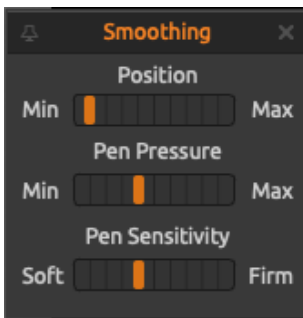 Smoothing
Position
Min Max
Pen Pressure
Min Max
Pen Sensitivity
Soft Firm